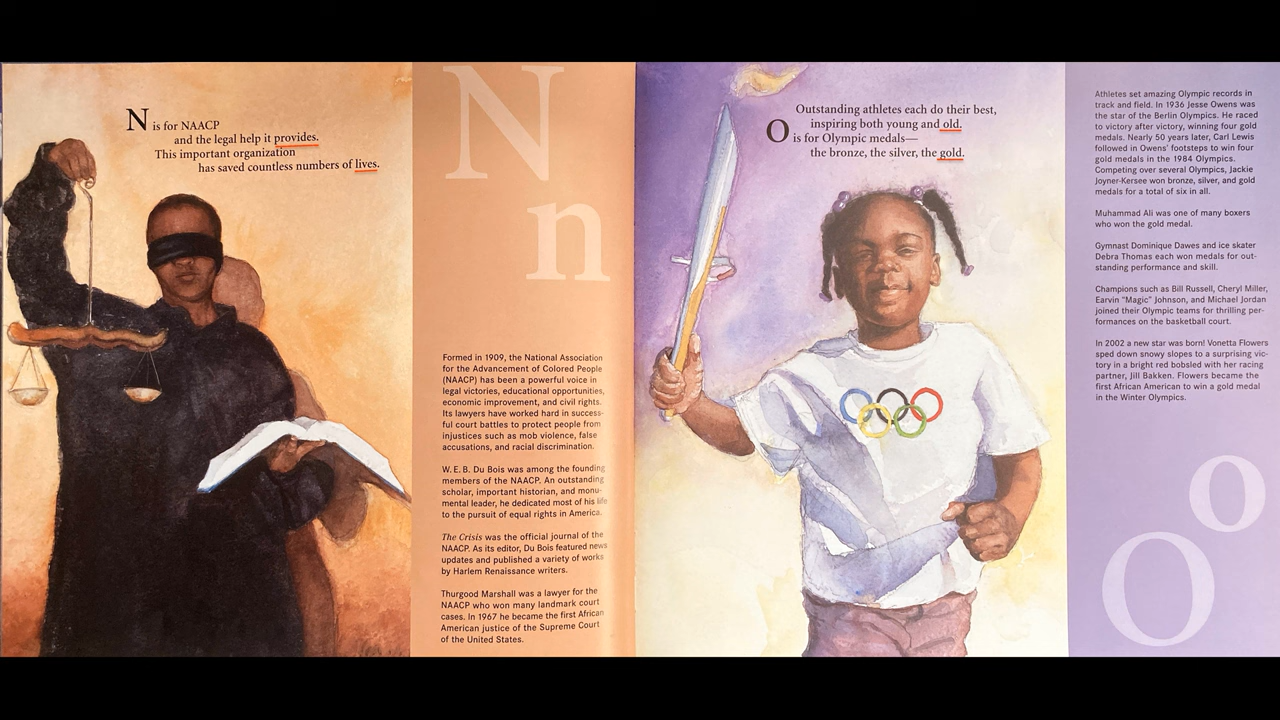 N is for NAACP
and the legal help it provides.
This important organization
has saved countless numbers of lives.
N
n
Formed in 1909, the National Association
for the Advancement of Colored People
(NAACP) has been a powerful voice in
legal victories, educational opportunities,
economic improvement, and civil rights.
Its lawyers have worked hard in success-
ful court battles to protect people from
injustices such as mob violence, false
accusations, and racial discrimination.
W. E. B. Du Bois was among the founding
members of the NAACP. An outstanding
scholar, important historian, and monu-
mental leader, he dedicated most of his life
to the pursuit of equal rights in America.
The Crisis was the official journal of the
NAACP. As its editor, Du Bois featured news
updates and published a variety of works
by Harlem Renaissance writers.
Thurgood Marshall was a lawyer for the
NAACP who won many landmark court
cases. In 1967 he became the first African
American justice of the Supreme Court
of the United States.
Outstanding athletes each do their best,
inspiring both young and old.
O is for Olympic medals—
the bronze, the silver, the gold.
Athletes set amazing Olympic records in
track and field. In 1936 Jesse Owens was
the star of the Berlin Olympics. He raced
to victory after victory, winning four gold
medals. Nearly 50 years later, Carl Lewis
followed in Owens' footsteps to win four
gold medals in the 1984 Olympics.
Competing over several Olympics, Jackie
Joyner-Kersee won bronze, silver, and gold
medals for a total of six in all.
Muhammad Ali was one of many boxers
who won the gold medal.
Gymnast Dominique Dawes and ice skater
Debra Thomas each won medals for out-
standing performance and skill.
Champions such as Bill Russell, Cheryl Miller,
Earvin "Magic" Johnson, and Michael Jordan
joined their Olympic teams for thrilling per-
formances on the basketball court.
In 2002 a new star was born! Vonetta Flowers
sped down snowy slopes to a surprising vic-
tory in a bright red bobsled with her racing
partner, Jill Bakken. Flowers became the
first African American to win a gold medal
in the Winter Olympics.
o
O